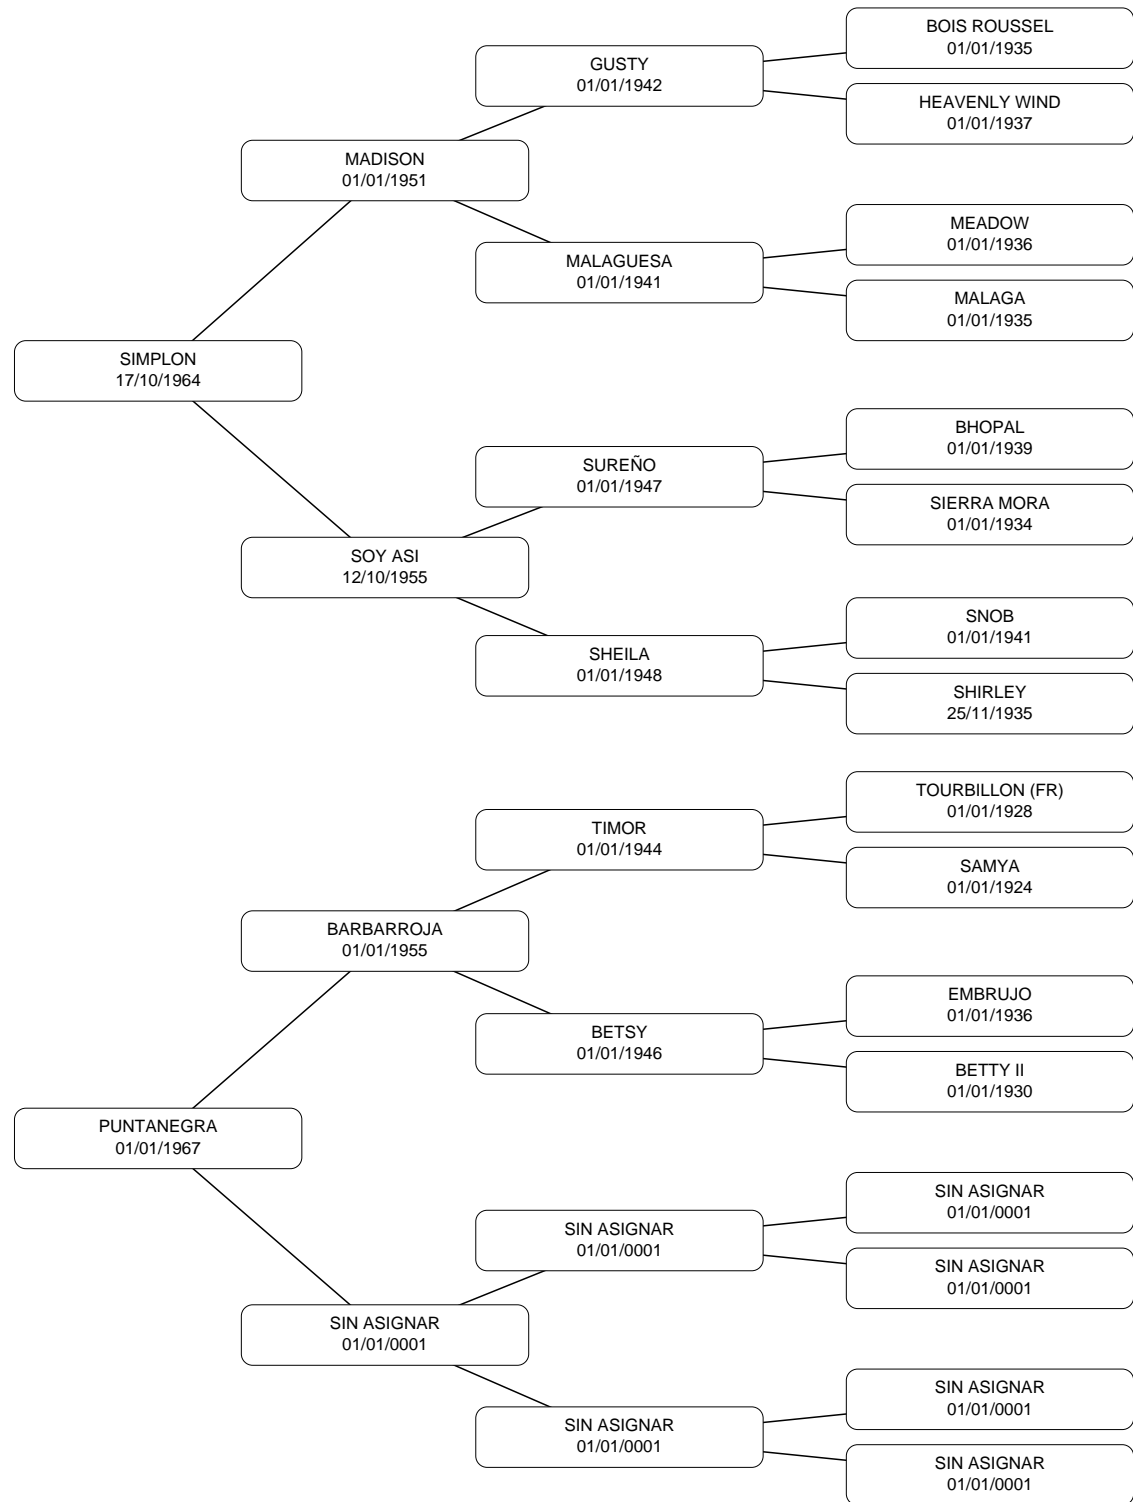 BOIS ROUSSEL
01/01/1935
GUSTY
01/01/1942
HEAVENLY WIND
01/01/1937
MADISON
01/01/1951
MEADOW
01/01/1936
MALAGUESA
01/01/1941
MALAGA
01/01/1935
SIMPLON
17/10/1964
BHOPAL
01/01/1939
SUREÑO
01/01/1947
SIERRA MORA
01/01/1934
SOY ASI
12/10/1955
SNOB
01/01/1941
SHEILA
01/01/1948
SHIRLEY
25/11/1935
TOURBILLON (FR)
01/01/1928
TIMOR
01/01/1944
SAMYA
01/01/1924
BARBARROJA
01/01/1955
EMBRUJO
01/01/1936
BETSY
01/01/1946
BETTY II
01/01/1930
PUNTANEGRA
01/01/1967
SIN ASIGNAR
01/01/0001
SIN ASIGNAR
01/01/0001
SIN ASIGNAR
01/01/0001
SIN ASIGNAR
01/01/0001
SIN ASIGNAR
01/01/0001
SIN ASIGNAR
01/01/0001
SIN ASIGNAR
01/01/0001